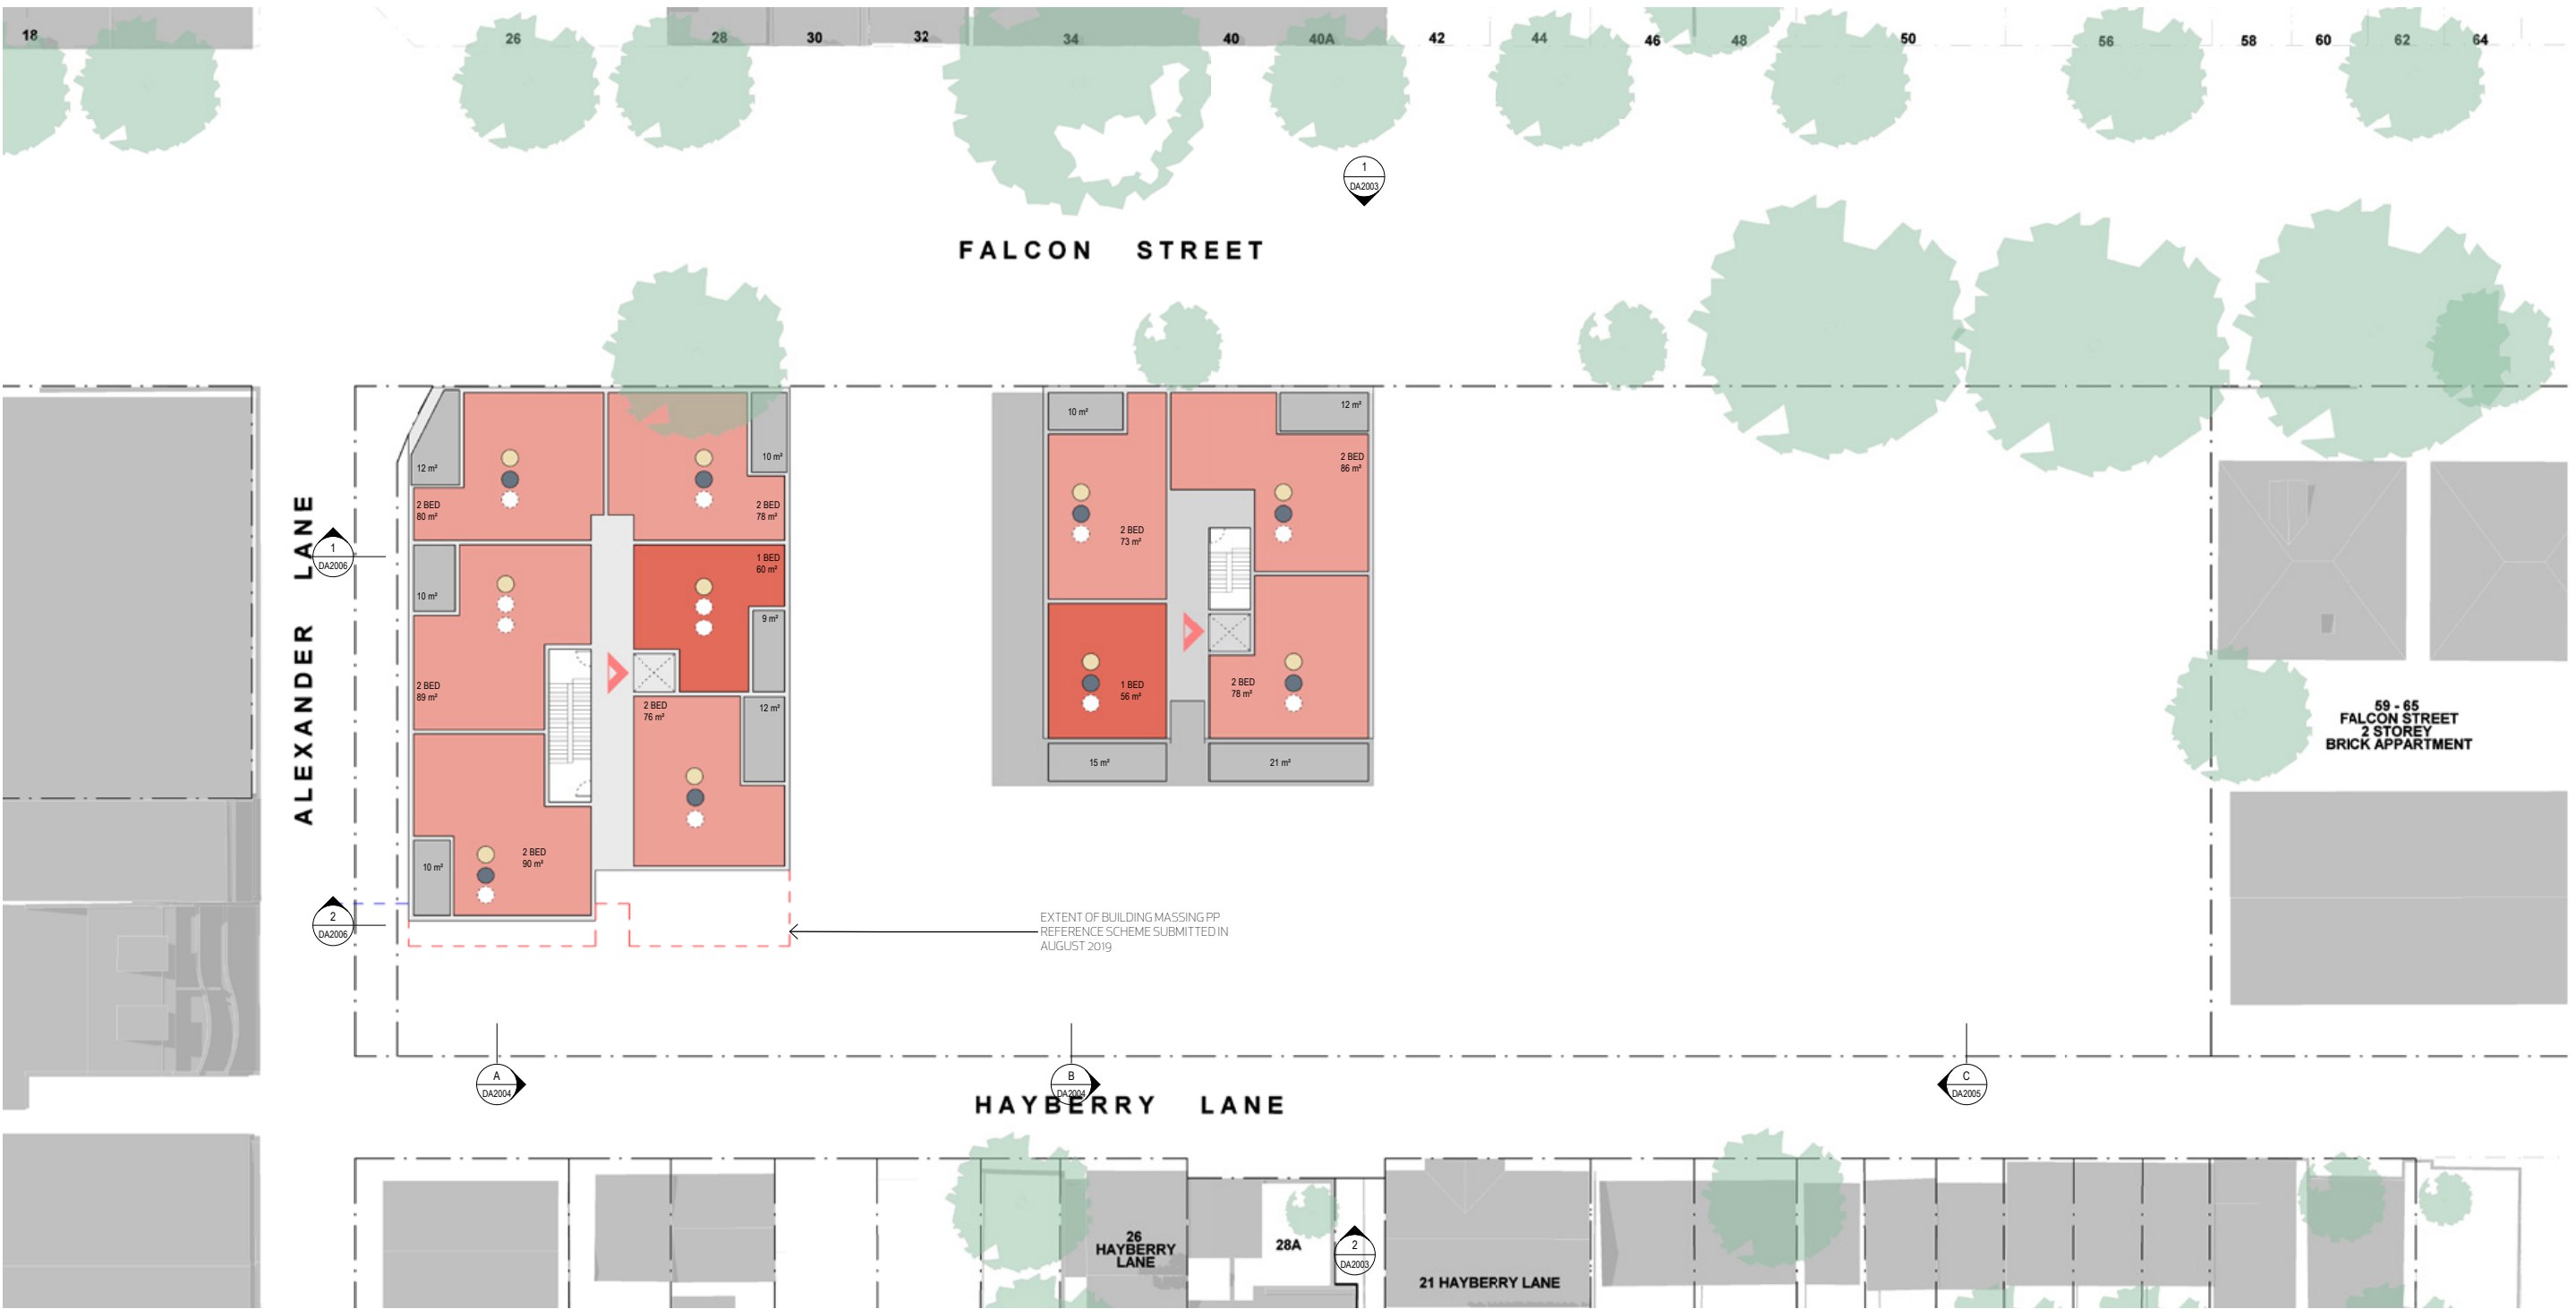 18
26
28
30
32
34
40
40A
42
44
46
48
50
56
58
60
62
64
1
DA2003
FALCON STREET
12 m²
2 BED
80 m²
10 m²
2 BED
78 m²
10 m²
12 m²
2 BED
86 m²
2 BED
73 m²
ALEXANDER LANE
1
DA2006
10 m²
1 BED
60 m²
9 m²
2 BED
89 m²
2 BED
76 m²
12 m²
1 BED
56 m²
2 BED
78 m²
15 m²
21 m²
59 - 65
FALCON STREET
2 STOREY
BRICK APPARTMENT
10 m²
2 BED
90 m²
2
DA2006
EXTENT OF BUILDING MASSING PP
REFERENCE SCHEME SUBMITTED IN
AUGUST 2019
A
DA2004
B
DA2004
C
DA2005
HAYBERRY LANE
26
HAYBERRY
LANE
28A
2
DA2003
21 HAYBERRY LANE